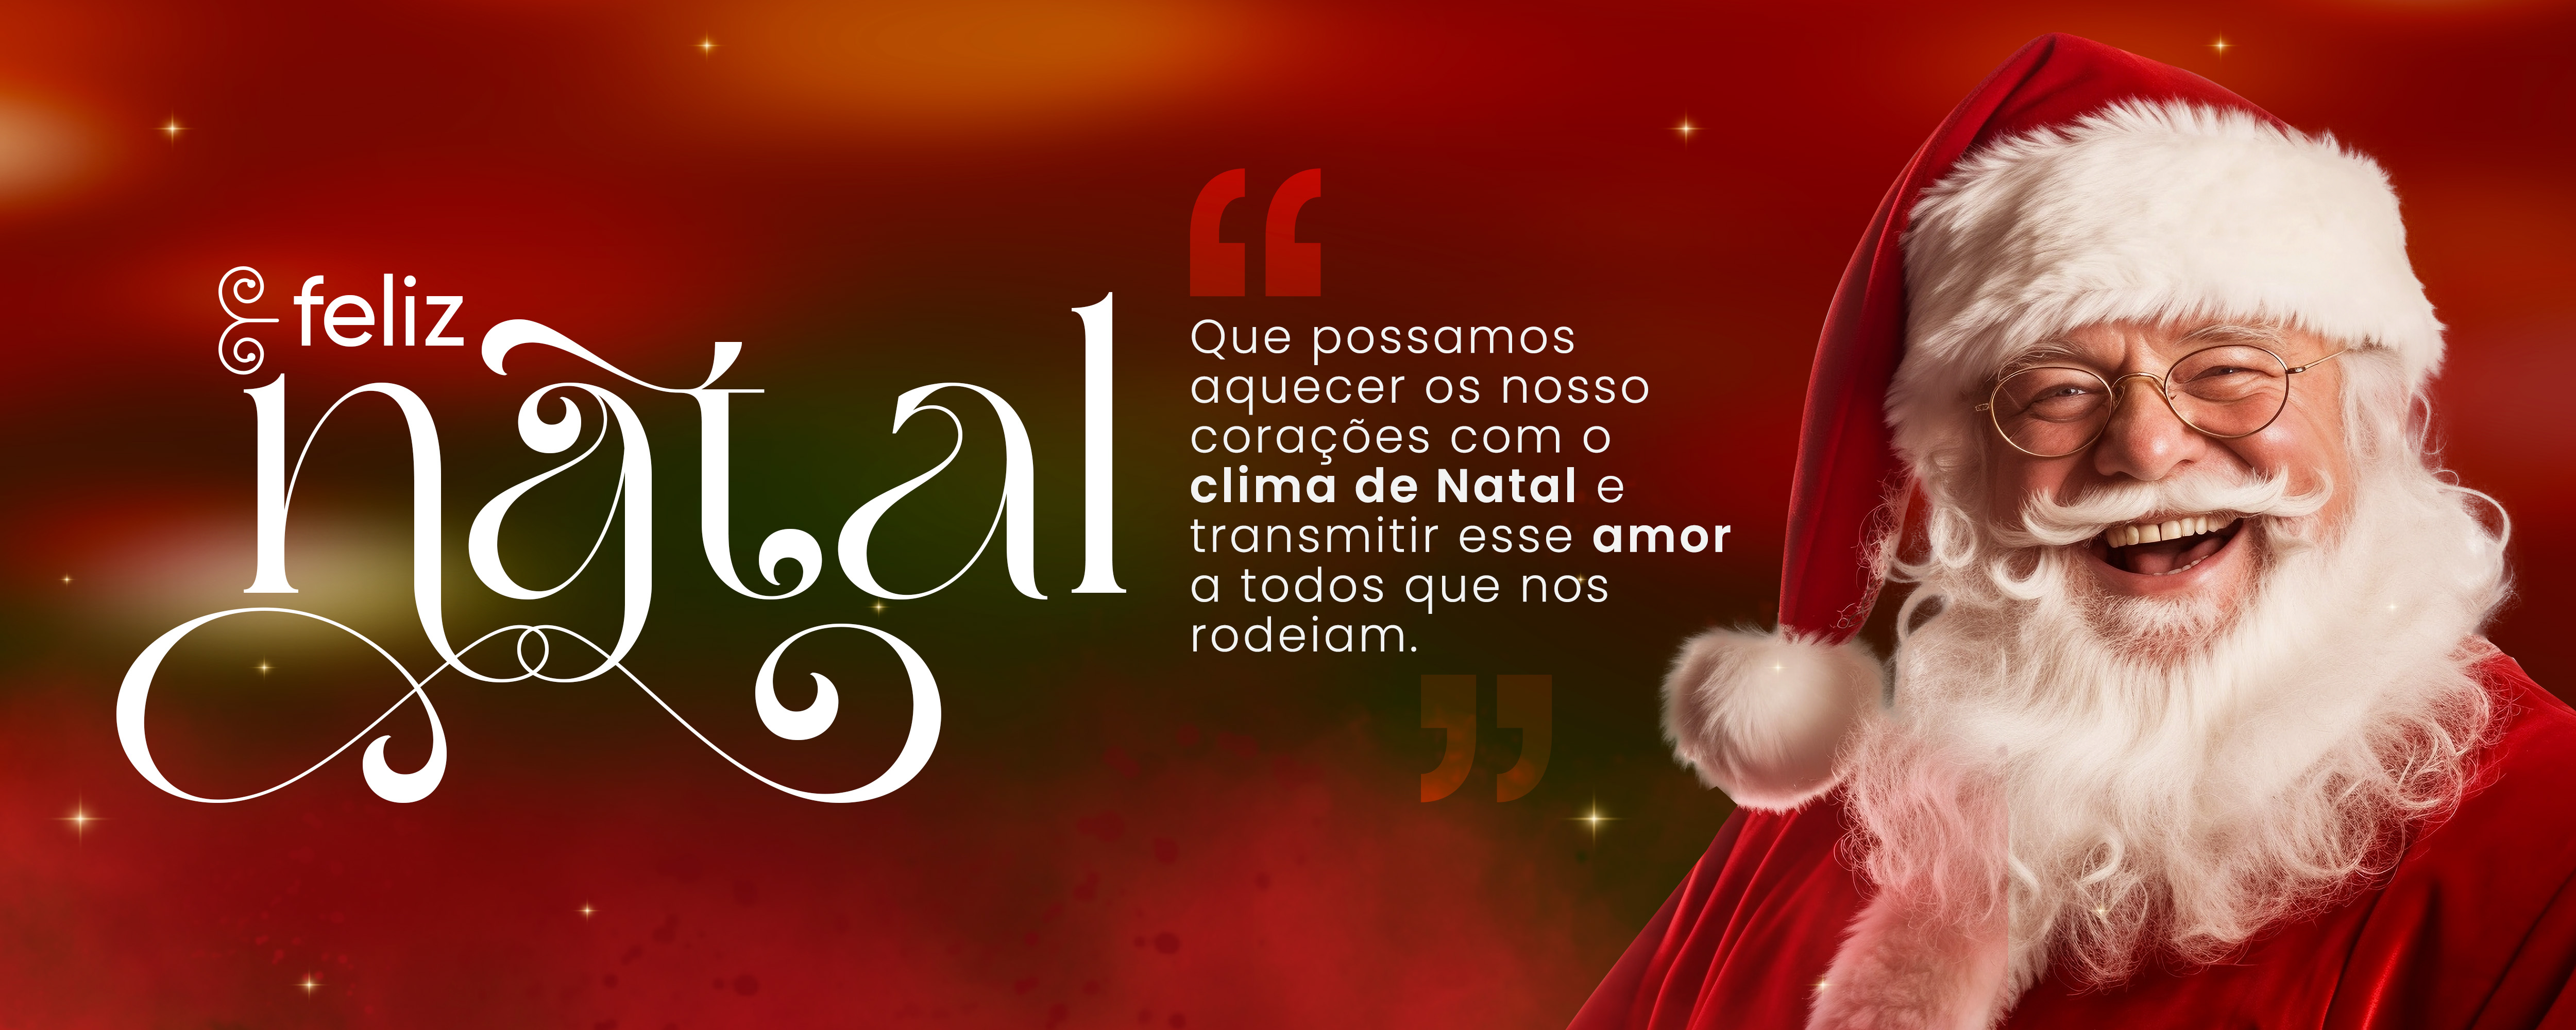 feliz
natal
“
Que possamos
aquecer os nosso
corações com o
clima de Natal e
transmitir esse amor
a todos que nos
rodeiam.
”